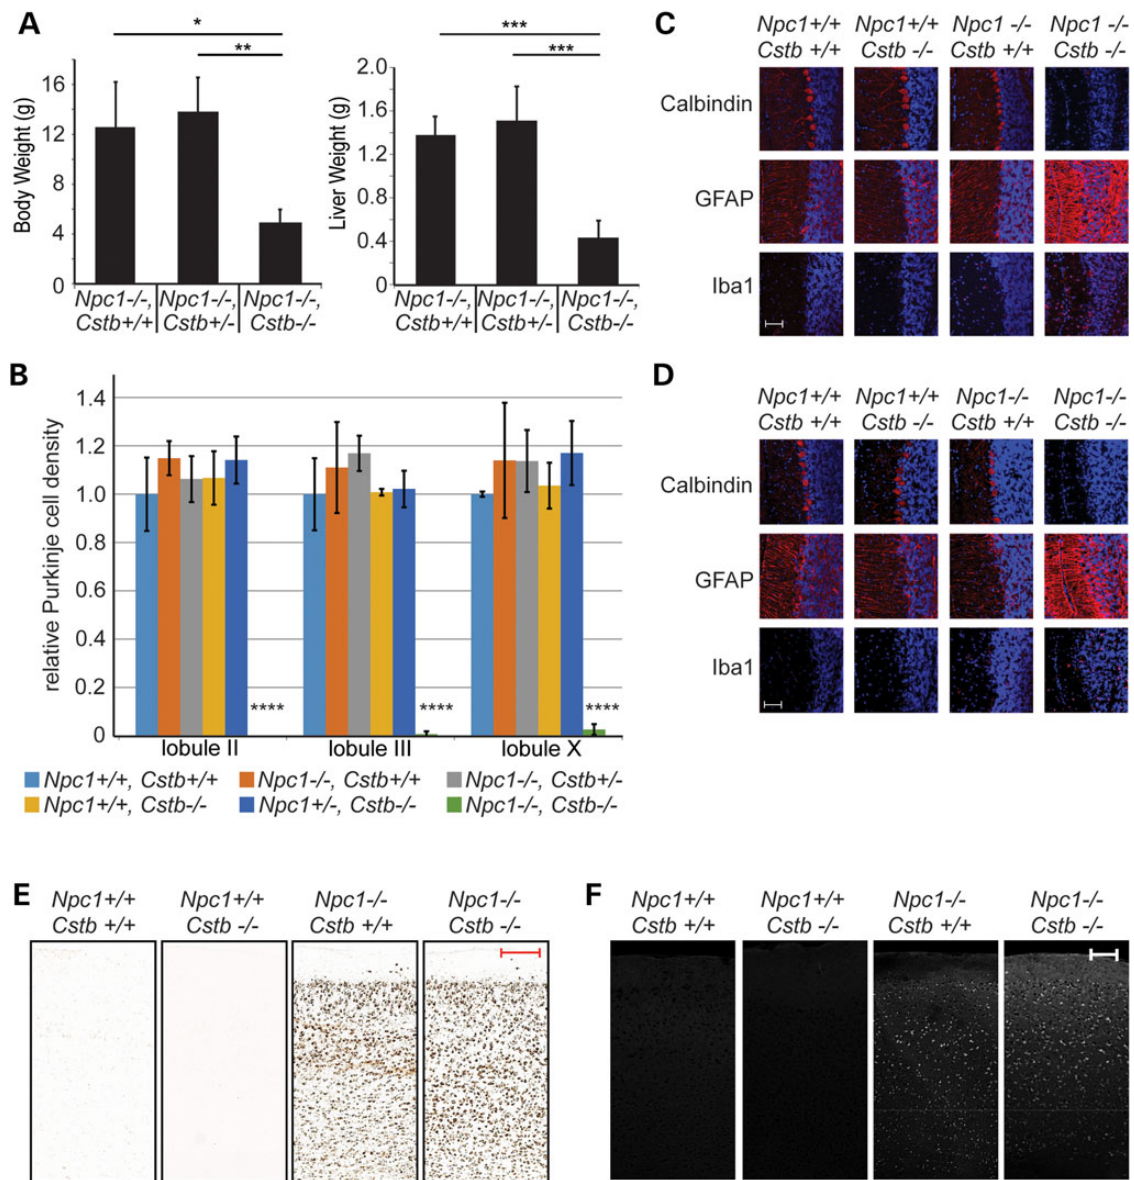 A
*
**
Body Weight (g)
16
12
8
4
0
Npc1-/-, Npc1-/-, Npc1-/-,
Cstb+/+ Cstb+/- Cstb-/-
***
***
Liver Weight (g)
2.0
1.6
1.2
0.8
0.4
0
Npc1-/-, Npc1-/-, Npc1-/-,
Cstb+/+ Cstb+/- Cstb-/-
B
relative Purkinje cell density
1.4
1.2
1.0
0.8
0.6
0.4
0.2
0
**** **** ****
lobule II lobule III lobule X
Npc1+/+, Cstb+/+ Npc1-/-, Cstb+/+ Npc1-/-, Cstb+/-
Npc1+/+, Cstb-/- Npc1+/-, Cstb-/- Npc1-/-, Cstb-/-
C
Npc1+/+ Npc1+/+ Npc1 -/- Npc1 -/-
Cstb +/+ Cstb -/- Cstb +/+ Cstb -/-
Calbindin
GFAP
Iba1
D
Npc1+/+ Npc1+/+ Npc1-/- Npc1-/-
Cstb +/+ Cstb -/- Cstb +/+ Cstb -/-
Calbindin
GFAP
Iba1
E
Npc1+/+ Npc1+/+ Npc1-/- Npc1-/-
Cstb +/+ Cstb -/- Cstb +/+ Cstb -/-
F
Npc1+/+ Npc1+/+ Npc1-/- Npc1-/-
Cstb +/+ Cstb -/- Cstb +/+ Cstb -/-